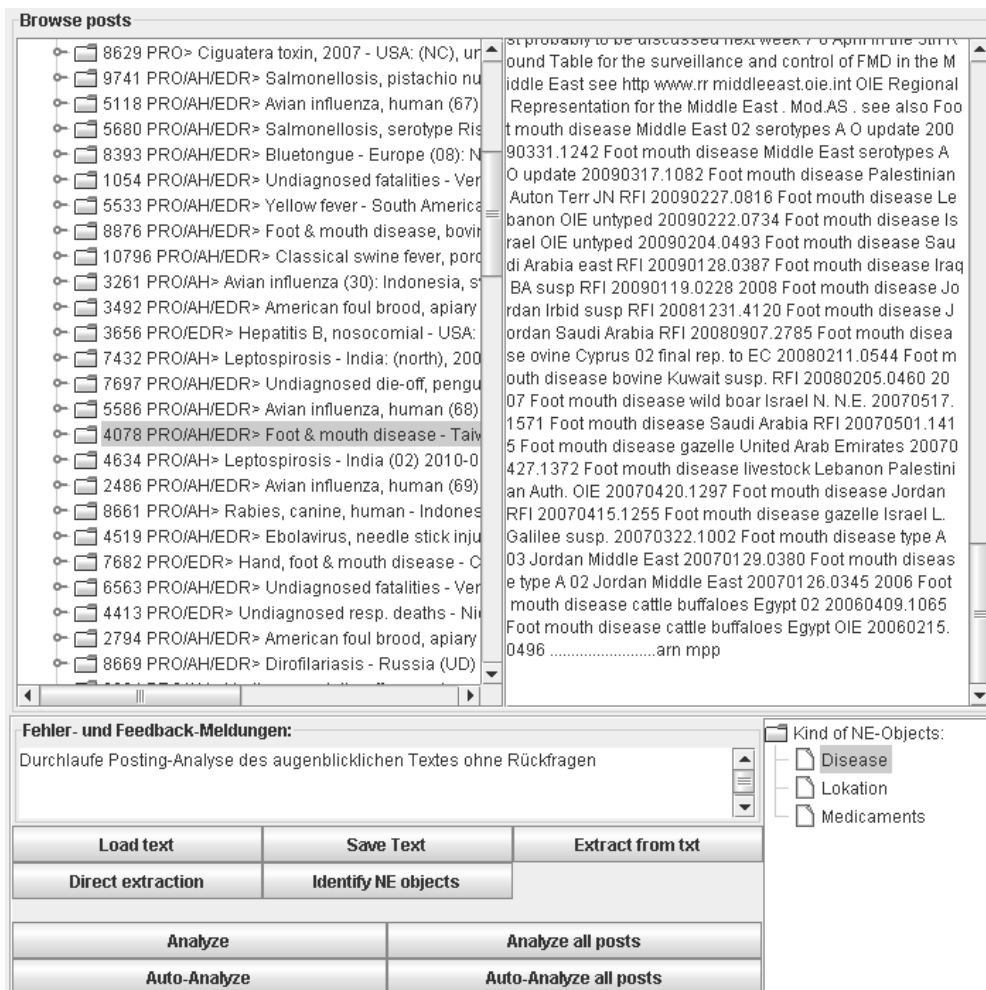 Browse posts
8629 PRO> Ciguatera toxin, 2007 - USA: (NC), ur
9741 PRO/AH/EDR> Salmonellosis, pistachio nu
5118 PRO/AH/EDR> Avian influenza, human (67)
5680 PRO/AH/EDR> Salmonellosis, serotype Ris
8393 PRO/AH/EDR> Bluetongue - Europe (08): N
1054 PRO/AH/EDR> Undiagnosed fatalities - Ver
5533 PRO/AH/EDR> Yellow fever - South America
8876 PRO/AH/EDR> Foot & mouth disease, bovin
10796 PRO/AH/EDR> Classical swine fever, porc
3261 PRO/AH> Avian influenza (30): Indonesia, s
3492 PRO/AH/EDR> American foul brood, apiary
3656 PRO/EDR> Hepatitis B, nosocomial - USA:
7432 PRO/AH> Leptospirosis - India: (north), 200
7697 PRO/AH/EDR> Undiagnosed die-off, pengu
5586 PRO/AH/EDR> Avian influenza, human (68)
4078 PRO/AH/EDR> Foot & mouth disease - Taiw
4634 PRO/AH> Leptospirosis - India (02) 2010-0
2486 PRO/AH/EDR> Avian influenza, human (69)
8661 PRO/AH> Rabies, canine, human - Indones
4519 PRO/AH/EDR> Ebolavirus, needle stick inju
7682 PRO/EDR> Hand, foot & mouth disease - C
6563 PRO/AH/EDR> Undiagnosed fatalities - Ver
4413 PRO/EDR> Undiagnosed resp. deaths - Nig
2794 PRO/AH/EDR> American foul brood, apiary
8669 PRO/AH/EDR> Dirofilariasis - Russia (UD)
st probably to be discussed next week 7 8 April in the 5th R
ound Table for the surveillance and control of FMD in the M
iddle East see http www.rr middleeast.oie.int OIE Regional
Representation for the Middle East . Mod.AS . see also Foo
t mouth disease Middle East 02 serotypes A O update 200
90331.1242 Foot mouth disease Middle East serotypes A
O update 20090317.1082 Foot mouth disease Palestinian
Auton Terr JN RFI 20090227.0816 Foot mouth disease Le
banon OIE untyped 20090222.0734 Foot mouth disease Is
rael OIE untyped 20090204.0493 Foot mouth disease Sau
di Arabia east RFI 20090128.0387 Foot mouth disease Iraq
BA susp RFI 20090119.0228 2008 Foot mouth disease Jo
rdan Irbid susp RFI 20081231.4120 Foot mouth disease J
ordan Saudi Arabia RFI 20080907.2785 Foot mouth disea
se ovine Cyprus 02 final rep. to EC 20080211.0544 Foot m
outh disease bovine Kuwait susp. RFI 20080205.0460 20
07 Foot mouth disease wild boar Israel N. N.E. 20070517.
1571 Foot mouth disease Saudi Arabia RFI 20070501.141
5 Foot mouth disease gazelle United Arab Emirates 20070
427.1372 Foot mouth disease livestock Lebanon Palestini
an Auth. OIE 20070420.1297 Foot mouth disease Jordan
RFI 20070415.1255 Foot mouth disease gazelle Israel L.
Galilee susp. 20070322.1002 Foot mouth disease type A
03 Jordan Middle East 20070129.0380 Foot mouth diseas
e type A 02 Jordan Middle East 20070126.0345 2006 Foot
mouth disease cattle buffaloes Egypt 02 20060409.1065
Foot mouth disease cattle buffaloes Egypt OIE 20060215.
0496 .........................arn mpp
Fehler- und Feedback-Meldungen:
Durchlaufe Posting-Analyse des augenblicklichen Textes ohne Rückfragen
Load text
Save Text
Extract from txt
Direct extraction
Identify NE objects
Analyze
Analyze all posts
Auto-Analyze
Auto-Analyze all posts
Kind of NE-Objects:
Disease
Lokation
Medicaments